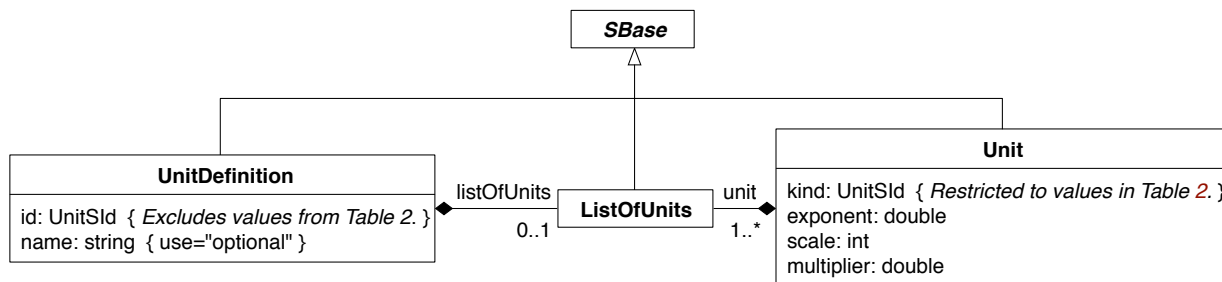 SBase
UnitDefinition
id: UnitSId { Excludes values from Table 2. }
name: string { use="optional" }
listOfUnits
0..1
ListOfUnits
unit
1..*
Unit
kind: UnitSId { Restricted to values in Table 2. }
exponent: double
scale: int
multiplier: double